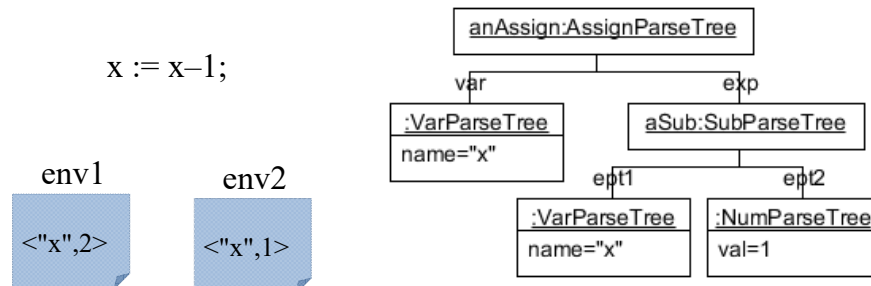 x := x–1;
env1
env2
<"x",2>
<"x",1>
anAssign:AssignParseTree
var
exp
:VarParseTree
name="x"
aSub:SubParseTree
ept1
ept2
:VarParseTree
name="x"
:NumParseTree
val=1